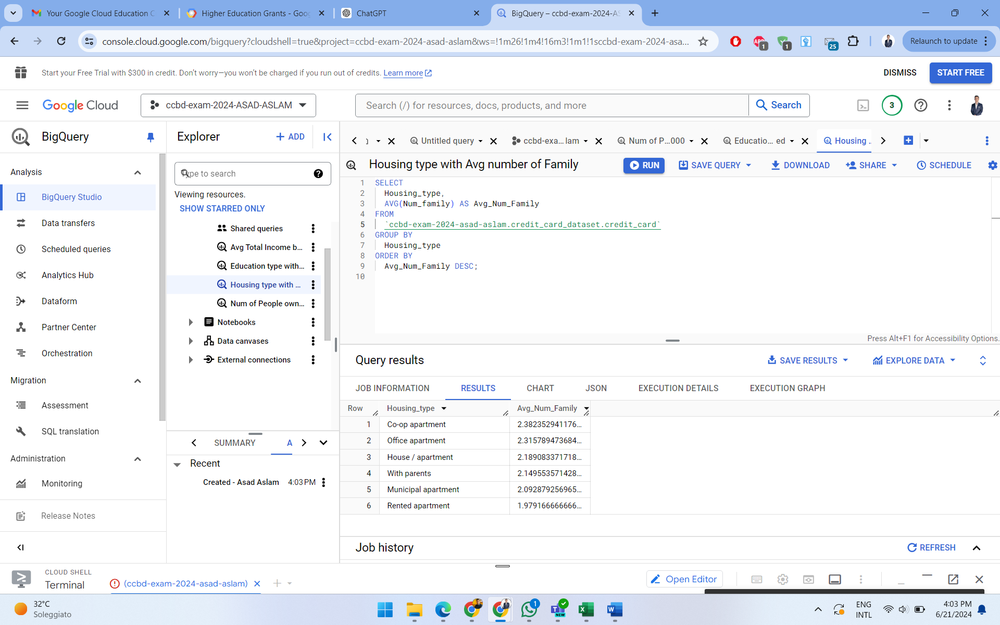 Your Google Cloud Education C
Higher Education Grants - Goog
ChatGPT
BigQuery – ccbd-exam-2024-AS
console.cloud.google.com/bigquery?cloudshell=true&project=ccbd-exam-2024-asad-aslam&ws=!1m26!1m4!16m3!1m1!1sccbd-exam-2024-asa...
ABP
1
1
25
Relaunch to update
Start your Free Trial with $300 in credit. Don't worry—you won't be charged if you run out of credits. Learn more
DISMISS
START FREE
Google Cloud
ccbd-exam-2024-ASAD-ASLAM
Search (/) for resources, docs, products, and more
Search
3
BigQuery
Analysis
BigQuery Studio
Data transfers
Scheduled queries
Analytics Hub
Dataform
Partner Center
Orchestration
Migration
Assessment
SQL translation
Administration
Monitoring
Release Notes
Explorer
+ ADD
Type to search
Viewing resources.
SHOW STARRED ONLY
Shared queries
Avg Total Income b...
Education type with...
Housing type with ...
Num of People own...
Notebooks
Data canvases
External connections
SUMMARY
A
Recent
Created - Asad Aslam 4:03 PM
Untitled query
ccbd-exa... lam
Num of P...000
Educatio... ed
Housing ..
Housing type with Avg number of Family
RUN
SAVE QUERY
DOWNLOAD
SHARE
SCHEDULE
1 SELECT
2 Housing_type,
3 AVG(Num_family) AS Avg_Num_Family
4 FROM
5 `ccbd-exam-2024-asad-aslam.credit_card_dataset.credit_card`
6 GROUP BY
7 Housing_type
8 ORDER BY
9 Avg_Num_Family DESC;
10
Press Alt+F1 for Accessibility Options.
Query results
SAVE RESULTS
EXPLORE DATA
JOB INFORMATION
RESULTS
CHART
JSON
EXECUTION DETAILS
EXECUTION GRAPH
Row Housing_type Avg_Num_Family
1 Co-op apartment 2.382352941176...
2 Office apartment 2.315789473684...
3 House / apartment 2.189083371718...
4 With parents 2.149553571428...
5 Municipal apartment 2.092879256965...
6 Rented apartment 1.979166666666...
Job history
REFRESH
CLOUD SHELL
Terminal
(ccbd-exam-2024-asad-aslam)
Open Editor
32°C
Soleggiato
1
NEW
ENG
INTL
4:03 PM
6/21/2024